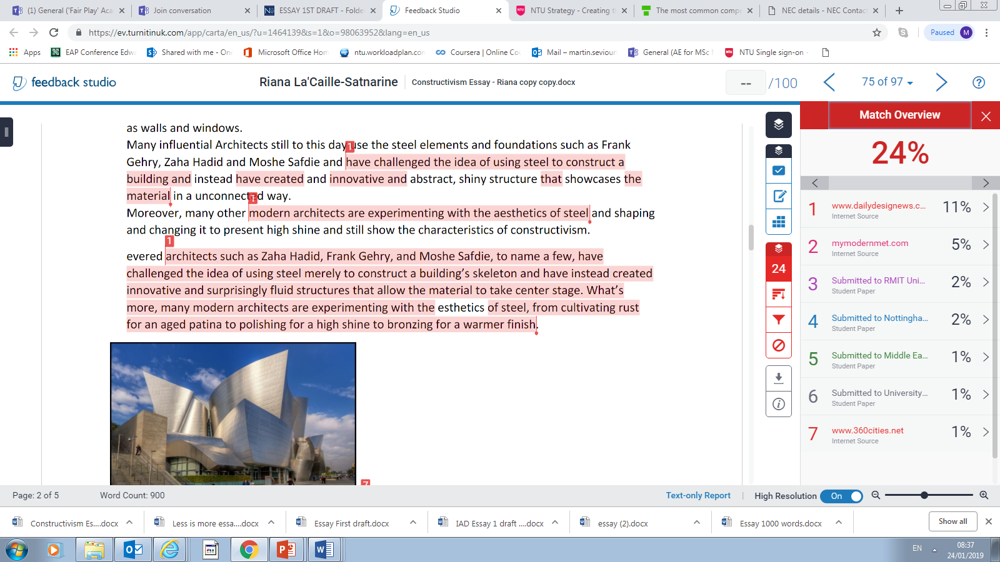 (1) General ('Fair Play' Aca
Join conversation
ESSAY 1ST DRAFT - Folde
Feedback Studio
NTU Strategy - Creating t
The most common comp
NEC details - NEC Contac
https://ev.turnitinuk.com/app/carta/en_us/?u=1464139&s=1&o=98063952&lang=en_us
Paused
M
Apps
EAP Conference Edw
Shared with me - On
Microsoft Office Hom
ntu.workloadplan.con
Coursera | Online Cou
Mail – martin.seviour
General (AE for MSc
NTU Single sign-on -
feedback studio
Riana La'Caille-Satnarine
Constructivism Essay - Riana copy copy.docx
-- /100
75 of 97
as walls and windows.
Many influential Architects still to this day use the steel elements and foundations such as Frank
Gehry, Zaha Hadid and Moshe Safdie and have challenged the idea of using steel to construct a
building and instead have created and innovative and abstract, shiny structure that showcases the
material in a unconnected way.
Moreover, many other modern architects are experimenting with the aesthetics of steel and shaping
and changing it to present high shine and still show the characteristics of constructivism.
evered architects such as Zaha Hadid, Frank Gehry, and Moshe Safdie, to name a few, have
challenged the idea of using steel merely to construct a building's skeleton and have instead created
innovative and surprisingly fluid structures that allow the material to take center stage. What's
more, many modern architects are experimenting with the esthetics of steel, from cultivating rust
for an aged patina to polishing for a high shine to bronzing for a warmer finish.
1
1
1
7
24
Match Overview
24%
1 www.dailydesignews.c... 11%
Internet Source
2 mymodernmet.com 5%
Internet Source
3 Submitted to RMIT Uni... 2%
Student Paper
4 Submitted to Nottingha... 2%
Student Paper
5 Submitted to Middle Ea... 1%
Student Paper
6 Submitted to University... 1%
Student Paper
7 www.360cities.net 1%
Internet Source
Page: 2 of 5
Word Count: 900
Text-only Report
High Resolution
On
Constructivism Es....docx
Less is more essa....docx
Essay First draft.docx
IAD Essay 1 draft ....docx
essay (2).docx
Essay 1000 words.docx
Show all
EN
08:37
24/01/2019